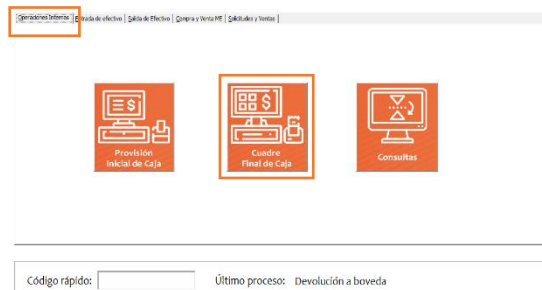 Operaciones Internas | Entrada de efectivo | Salida de Efectivo | Compra y Venta ME | Solicitudes y Ventas |
Provisión
Inicial de Caja
Cuadre
Final de Caja
Consultas
Código rápido:
Último proceso: Devolución a boveda